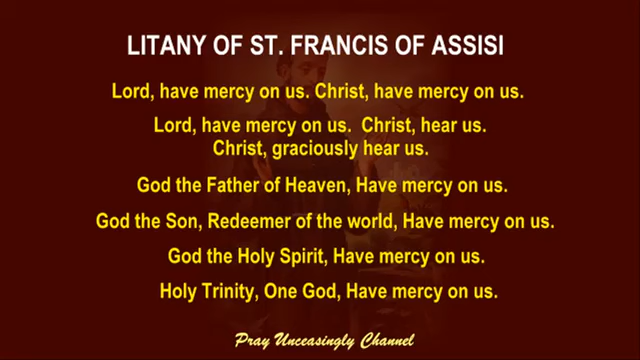 LITANY OF ST. FRANCIS OF ASSISI
Lord, have mercy on us. Christ, have mercy on us.
Lord, have mercy on us. Christ, hear us.
Christ, graciously hear us.
God the Father of Heaven, Have mercy on us.
God the Son, Redeemer of the world, Have mercy on us.
God the Holy Spirit, Have mercy on us.
Holy Trinity, One God, Have mercy on us.
Pray Unceasingly Channel